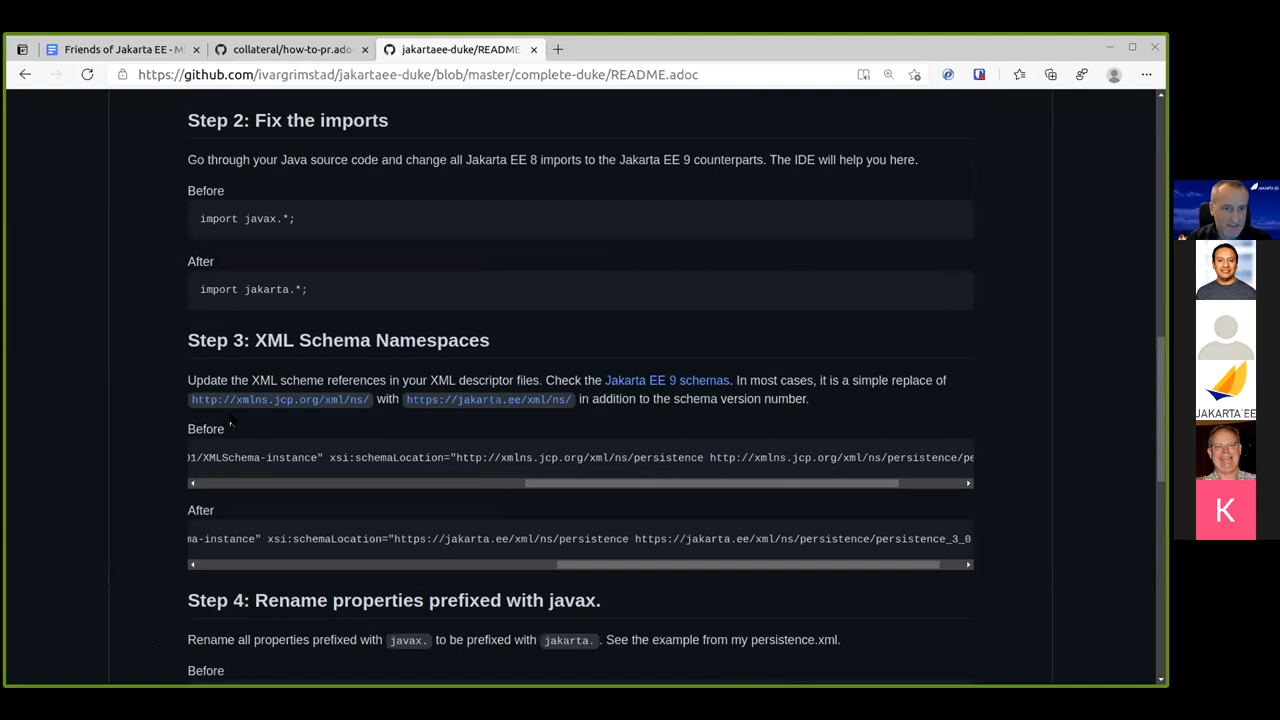 Friends of Jakarta EE - M
collateral/how-to-pr.ado
jakartaee-duke/README.
https://github.com/ivargrimstad/jakartaee-duke/blob/master/complete-duke/README.adoc
Step 2: Fix the imports
Go through your Java source code and change all Jakarta EE 8 imports to the Jakarta EE 9 counterparts. The IDE will help you here.
Before
import javax.*;
After
import jakarta.*;
Step 3: XML Schema Namespaces
Update the XML scheme references in your XML descriptor files. Check the Jakarta EE 9 schemas. In most cases, it is a simple replace of
http://xmlns.jcp.org/xml/ns/ with https://jakarta.ee/xml/ns/ in addition to the schema version number.
Before
01/XMLSchema-instance" xsi:schemaLocation="http://xmlns.jcp.org/xml/ns/persistence http://xmlns.jcp.org/xml/ns/persistence/pe
After
ma-instance" xsi:schemaLocation="https://jakarta.ee/xml/ns/persistence https://jakarta.ee/xml/ns/persistence/persistence_3_0
Step 4: Rename properties prefixed with javax.
Rename all properties prefixed with javax. to be prefixed with jakarta. . See the example from my persistence.xml.
Before
JAKARTA EE
JAKARTA EE
K